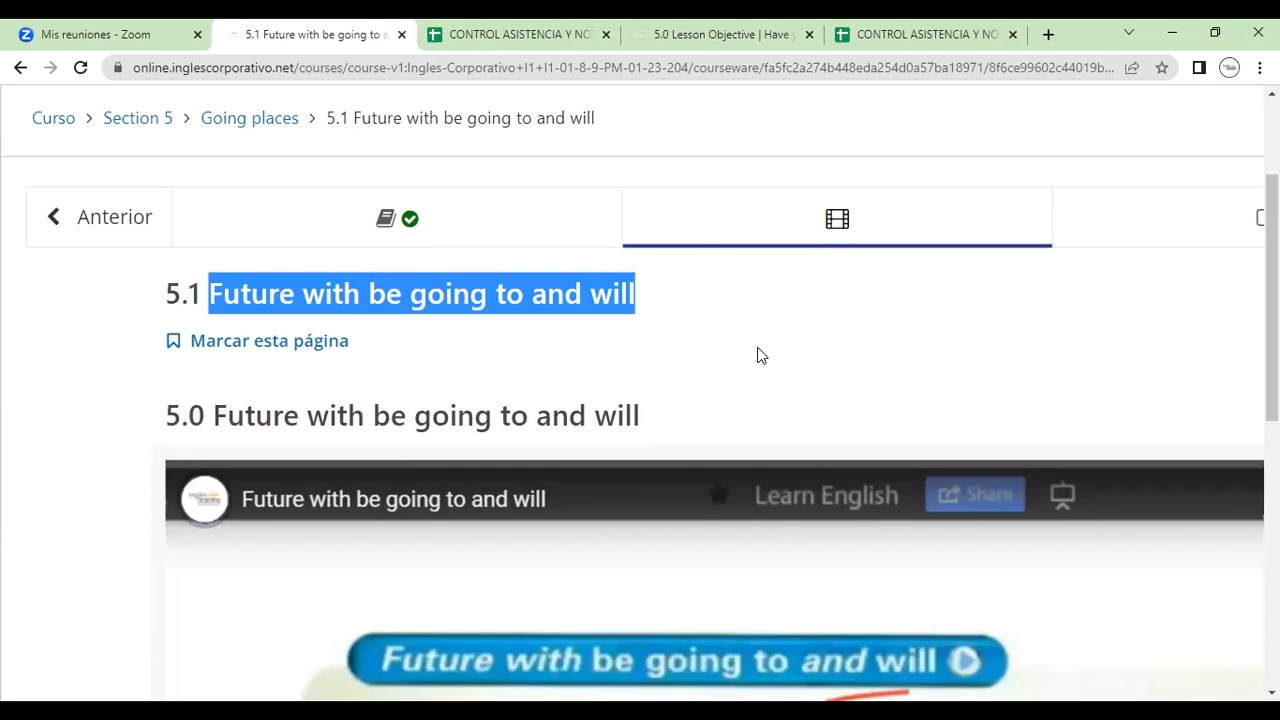 Mis reuniones - Zoom
5.1 Future with be going to a
CONTROL ASISTENCIA Y NO
5.0 Lesson Objective | Have y
CONTROL ASISTENCIA Y NO
online.inglescorporativo.net/courses/course-v1:Ingles-Corporativo+I1+I1-01-8-9-PM-01-23-204/courseware/fa5fc2a274b448eda254d0a57ba18971/8f6ce99602c44019b...
Curso > Section 5 > Going places > 5.1 Future with be going to and will
Anterior
5.1 Future with be going to and will
Marcar esta página
5.0 Future with be going to and will
Future with be going to and will
Learn English
Share
Future with be going to and will